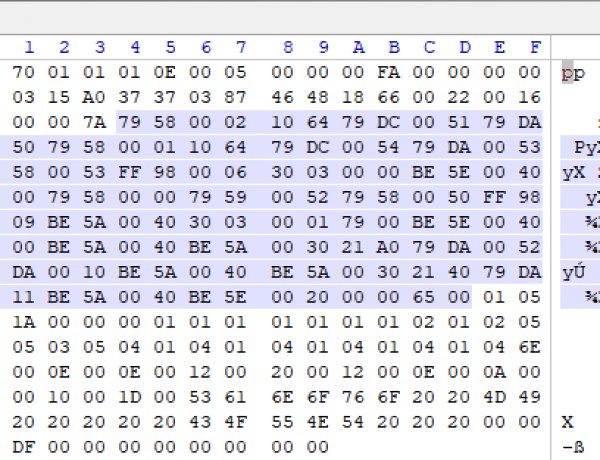 1 2 3 4 5 6 7 8 9 A B C D E F
70 01 01 01 0E 00 05 00 00 00 FA 00 00 00 00 pp
03 15 A0 37 37 03 87 46 48 18 66 00 22 00 16
00 00 7A 79 58 00 02 10 64 79 DC 00 51 79 DA
50 79 58 00 01 10 64 79 DC 00 54 79 DA 00 53 PyX
58 00 53 FF 98 00 06 30 03 00 00 BE 5E 00 40 yX
00 79 58 00 00 79 59 00 52 79 58 00 50 FF 98
09 BE 5A 00 40 30 03 00 01 79 00 BE 5E 00 40
00 BE 5A 00 40 BE 5A 00 30 21 A0 79 DA 00 52
DA 00 10 BE 5A 00 40 BE 5A 00 30 21 40 79 DA yÚ
11 BE 5A 00 40 BE 5E 00 20 00 00 65 00 01 05
1A 00 00 00 01 01 01 01 01 01 01 02 01 02 05
05 03 05 04 01 04 01 04 01 04 01 04 01 04 6E
00 0E 00 0E 00 12 00 20 00 12 00 0E 00 0A 00
00 10 00 1D 00 53 61 6E 6F 76 6F 20 20 4D 49
20 20 20 20 20 43 4F 55 4E 54 20 20 20 00 00 X
DF 00 00 00 00 00 00 00 00 –ß